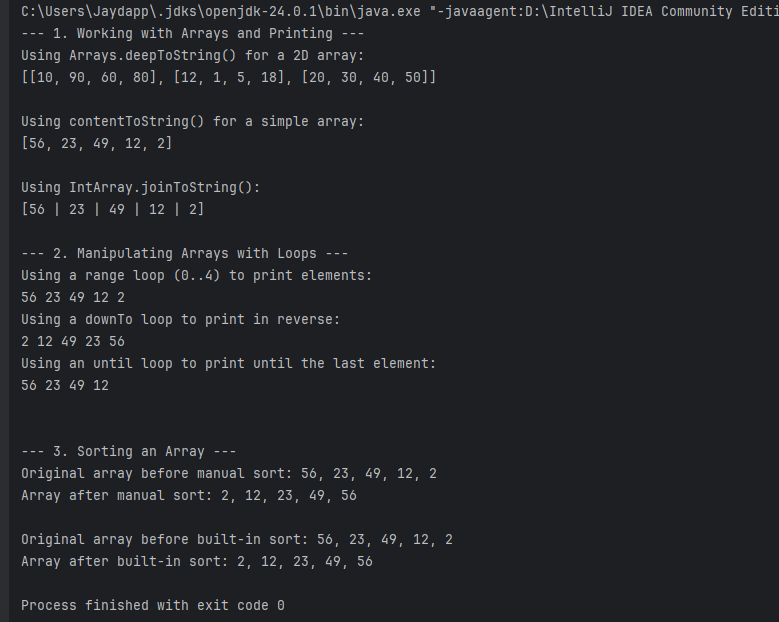 C:\Users\Jaydapp\.jdks\openjdk-24.0.1\bin\java.exe "-javaagent:D:\IntelliJ IDEA Community Editi
--- 1. Working with Arrays and Printing ---
Using Arrays.deepToString() for a 2D array:
[[10, 90, 60, 80], [12, 1, 5, 18], [20, 30, 40, 50]]
Using contentToString() for a simple array:
[56, 23, 49, 12, 2]
Using IntArray.joinToString():
[56 | 23 | 49 | 12 | 2]
--- 2. Manipulating Arrays with Loops ---
Using a range loop (0..4) to print elements:
56 23 49 12 2
Using a downTo loop to print in reverse:
2 12 49 23 56
Using an until loop to print until the last element:
56 23 49 12
--- 3. Sorting an Array ---
Original array before manual sort: 56, 23, 49, 12, 2
Array after manual sort: 2, 12, 23, 49, 56
Original array before built-in sort: 56, 23, 49, 12, 2
Array after built-in sort: 2, 12, 23, 49, 56
Process finished with exit code 0